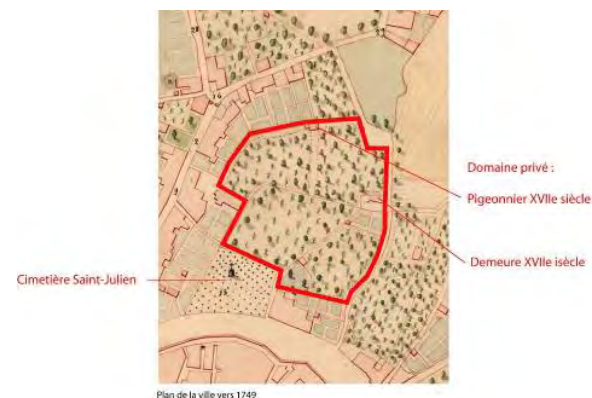 Domaine privé :
Pigeonnier XVIIe siècle
Demeure XVIIe isècle
Cimetière Saint-Julien
Plan de la ville vers 1749